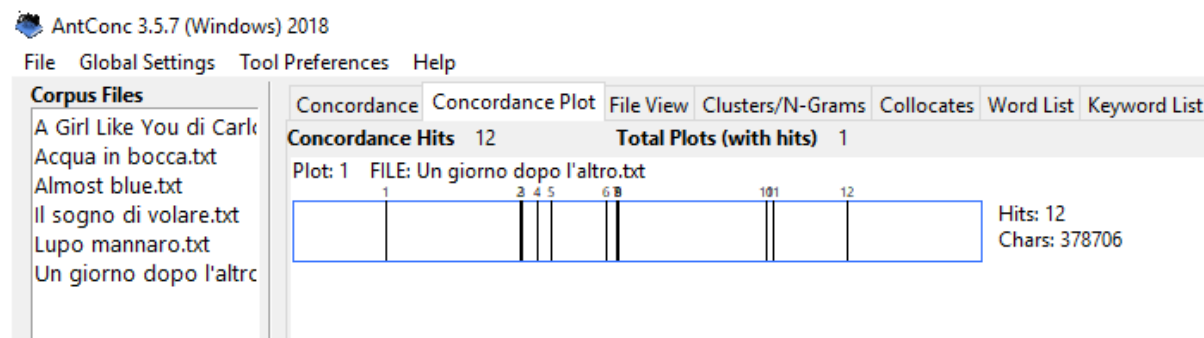 AntConc 3.5.7 (Windows) 2018
File Global Settings Tool Preferences Help
Corpus Files
A Girl Like You di Carlo
Acqua in bocca.txt
Almost blue.txt
Il sogno di volare.txt
Lupo mannaro.txt
Un giorno dopo l'altro
Concordance Concordance Plot File View Clusters/N-Grams Collocates Word List Keyword List
Concordance Hits 12 Total Plots (with hits) 1
Plot: 1 FILE: Un giorno dopo l'altro.txt
1 4 5 6 12
Hits: 12
Chars: 378706